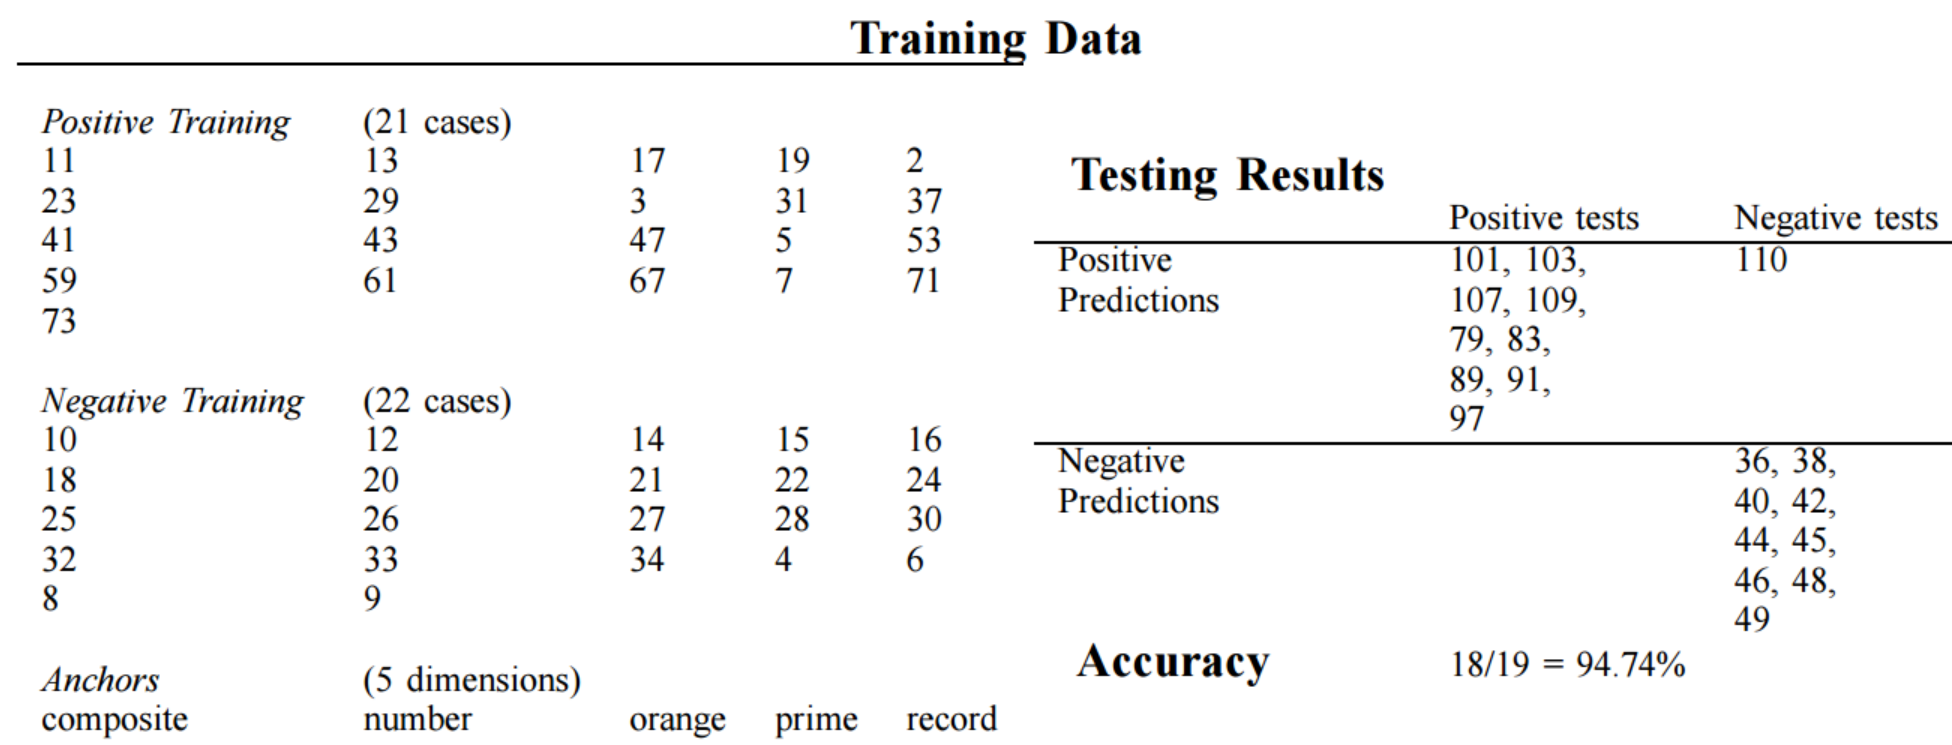 Training Data
Positive Training (21 cases)
11 13 17 19 2
23 29 3 31 37
41 43 47 5 53
59 61 67 7 71
73
Negative Training (22 cases)
10 12 14 15 16
18 20 21 22 24
25 26 27 28 30
32 33 34 4 6
8 9
Anchors (5 dimensions)
composite number orange prime record
Testing Results
Positive tests Negative tests
Positive 101, 103, 110
Predictions 107, 109,
79, 83,
89, 91,
97
Negative 36, 38,
Predictions 40, 42,
44, 45,
46, 48,
49
Accuracy 18/19 = 94.74%